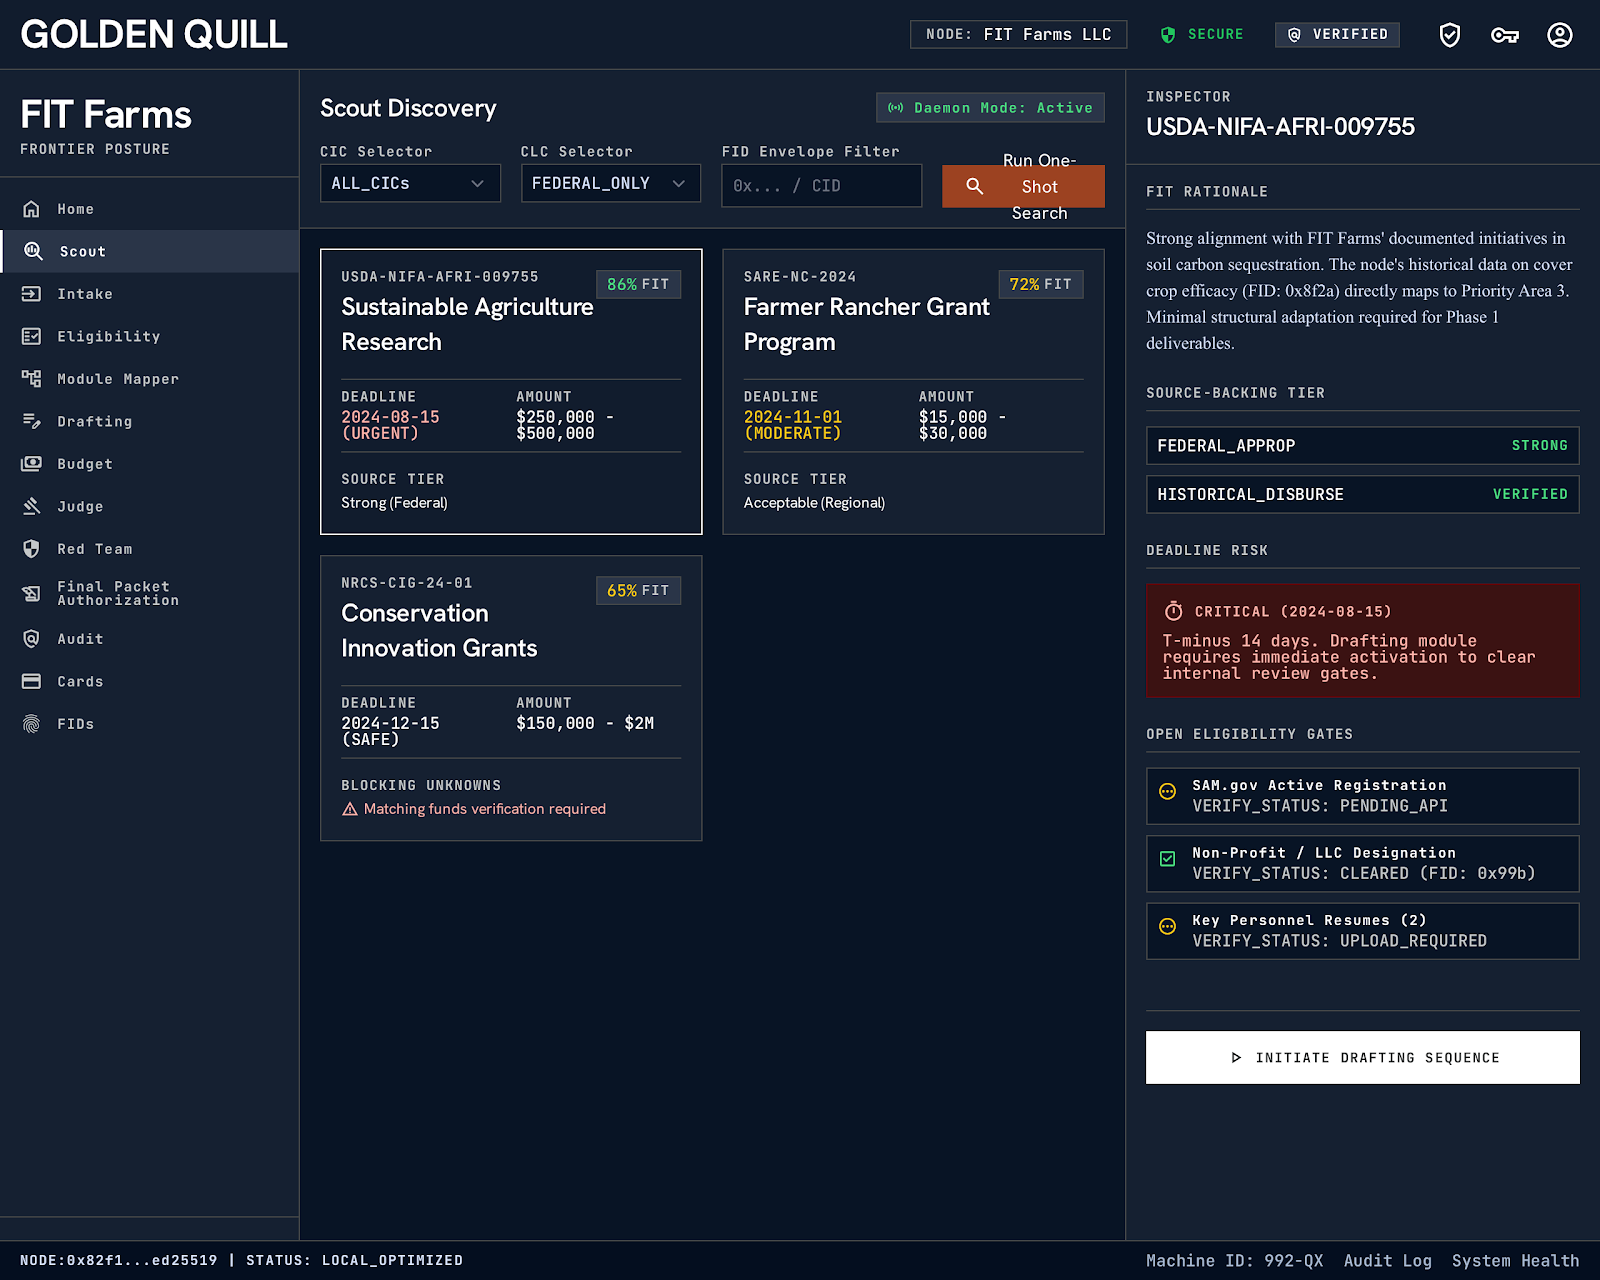 GOLDEN QUILL
NODE: FIT Farms LLC
SECURE
VERIFIED
FIT Farms
FRONTIER POSTURE
Home
Scout
Intake
Eligibility
Module Mapper
Drafting
Budget
Judge
Red Team
Final Packet
Authorization
Audit
Cards
FIDs
Scout Discovery
Daemon Mode: Active
CIC Selector
ALL_CICs
CLC Selector
FEDERAL_ONLY
FID Envelope Filter
0x... / CID
Run One-
Shot
Search
USDA-NIFA-AFRI-009755
86% FIT
Sustainable Agriculture
Research
DEADLINE
2024-08-15
(URGENT)
AMOUNT
$250,000 -
$500,000
SOURCE TIER
Strong (Federal)
SARE-NC-2024
72% FIT
Farmer Rancher Grant
Program
DEADLINE
2024-11-01
(MODERATE)
AMOUNT
$15,000 -
$30,000
SOURCE TIER
Acceptable (Regional)
NRCS-CIG-24-01
65% FIT
Conservation
Innovation Grants
DEADLINE
2024-12-15
(SAFE)
AMOUNT
$150,000 - $2M
BLOCKING UNKNOWNS
Matching funds verification required
INSPECTOR
USDA-NIFA-AFRI-009755
FIT RATIONALE
Strong alignment with FIT Farms' documented initiatives in
soil carbon sequestration. The node's historical data on cover
crop efficacy (FID: 0x8f2a) directly maps to Priority Area 3.
Minimal structural adaptation required for Phase 1
deliverables.
SOURCE-BACKING TIER
FEDERAL_APPROP STRONG
HISTORICAL_DISBURSE VERIFIED
DEADLINE RISK
CRITICAL (2024-08-15)
T-minus 14 days. Drafting module
requires immediate activation to clear
internal review gates.
OPEN ELIGIBILITY GATES
SAM.gov Active Registration
VERIFY_STATUS: PENDING_API
Non-Profit / LLC Designation
VERIFY_STATUS: CLEARED (FID: 0x99b)
Key Personnel Resumes (2)
VERIFY_STATUS: UPLOAD_REQUIRED
INITIATE DRAFTING SEQUENCE
NODE:0x82f1...ed25519 | STATUS: LOCAL_OPTIMIZED
Machine ID: 992-QX Audit Log System Health